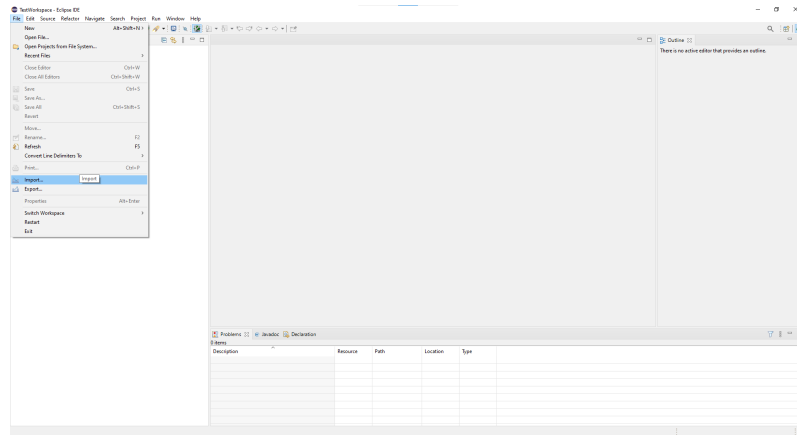 TestWorkspace - Eclipse IDE
File Edit Source Refactor Navigate Search Project Run Window Help
New Alt+Shift+N
Open File...
Open Projects from File System...
Recent Files
Close Editor Ctrl+W
Close All Editors Ctrl+Shift+W
Save Ctrl+S
Save As...
Save All Ctrl+Shift+S
Revert
Move...
Rename... F2
Refresh F5
Convert Line Delimiters To
Print... Ctrl+P
Import... Import
Export...
Properties Alt+Enter
Switch Workspace
Restart
Exit
Outline
There is no active editor that provides an outline.
Problems Javadoc Declaration
0 items
Description Resource Path Location Type